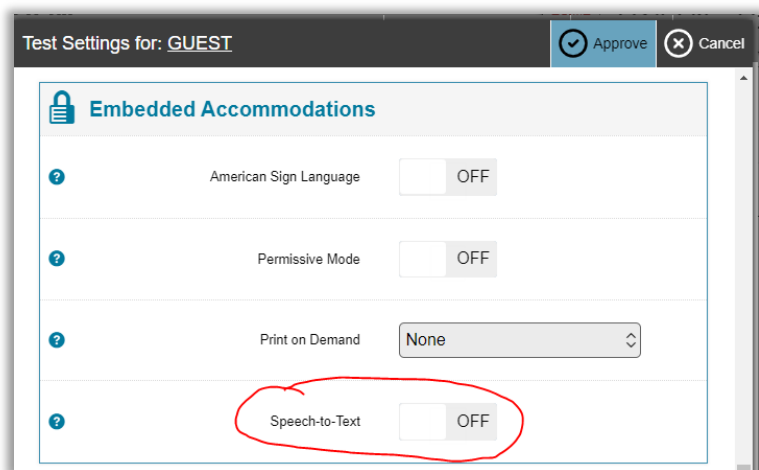 Test Settings for: GUEST
Approve
Cancel
Embedded Accommodations
? American Sign Language OFF
? Permissive Mode OFF
? Print on Demand None
? Speech-to-Text OFF